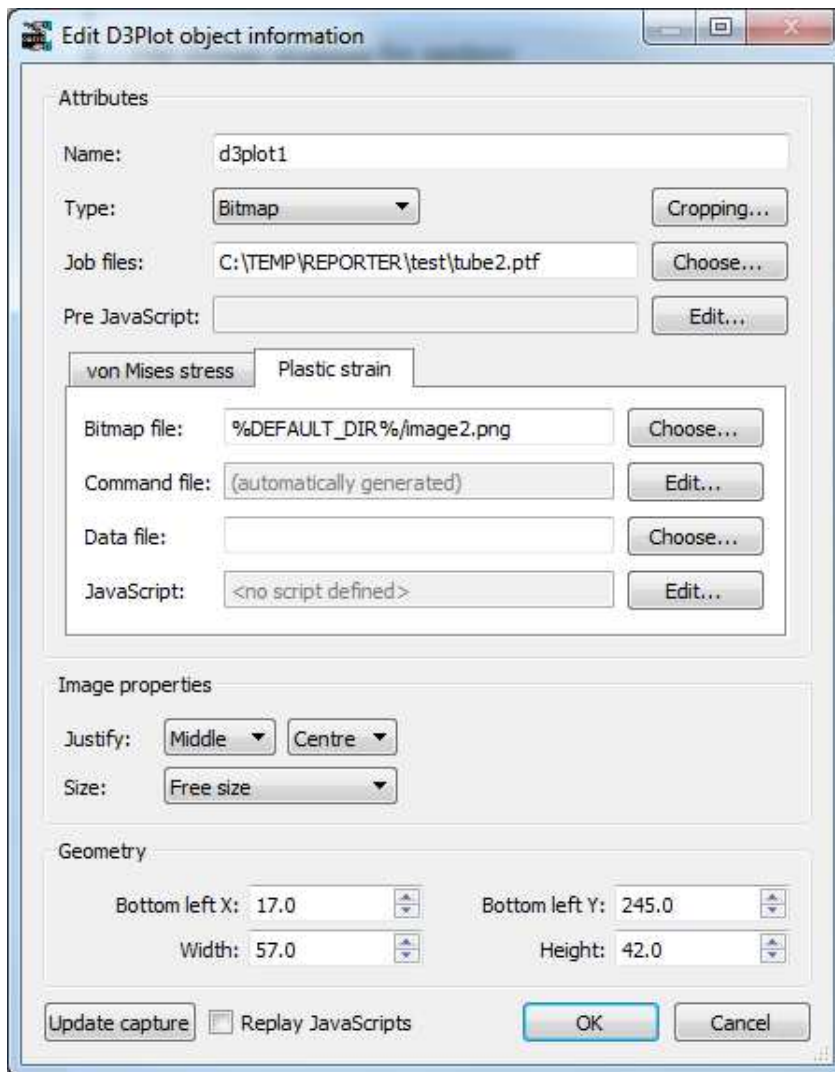 Edit D3Plot object information
Attributes
Name: d3plot1
Type: Bitmap Cropping...
Job files: C:\TEMP\REPORTER\test\tube2.ptf Choose...
Pre JavaScript: Edit...
von Mises stress Plastic strain
Bitmap file: %DEFAULT_DIR%/image2.png Choose...
Command file: (automatically generated) Edit...
Data file: Choose...
JavaScript: <no script defined> Edit...
Image properties
Justify: Middle Centre
Size: Free size
Geometry
Bottom left X: 17.0 Bottom left Y: 245.0
Width: 57.0 Height: 42.0
Update capture Replay JavaScripts OK Cancel